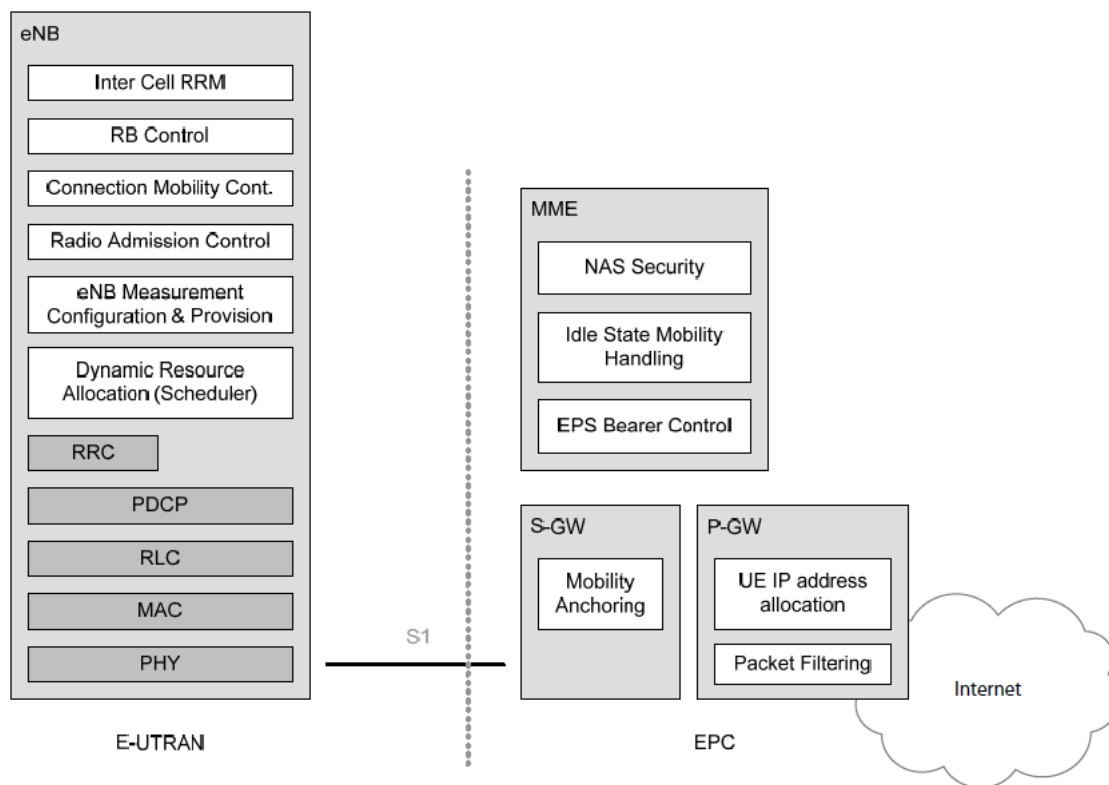 eNB
Inter Cell RRM
RB Control
Connection Mobility Cont.
Radio Admission Control
eNB Measurement
Configuration & Provision
Dynamic Resource
Allocation (Scheduler)
RRC
PDCP
RLC
MAC
PHY
S1
MME
NAS Security
Idle State Mobility
Handling
EPS Bearer Control
S-GW
Mobility
Anchoring
P-GW
UE IP address
allocation
Packet Filtering
Internet
E-UTRAN
EPC